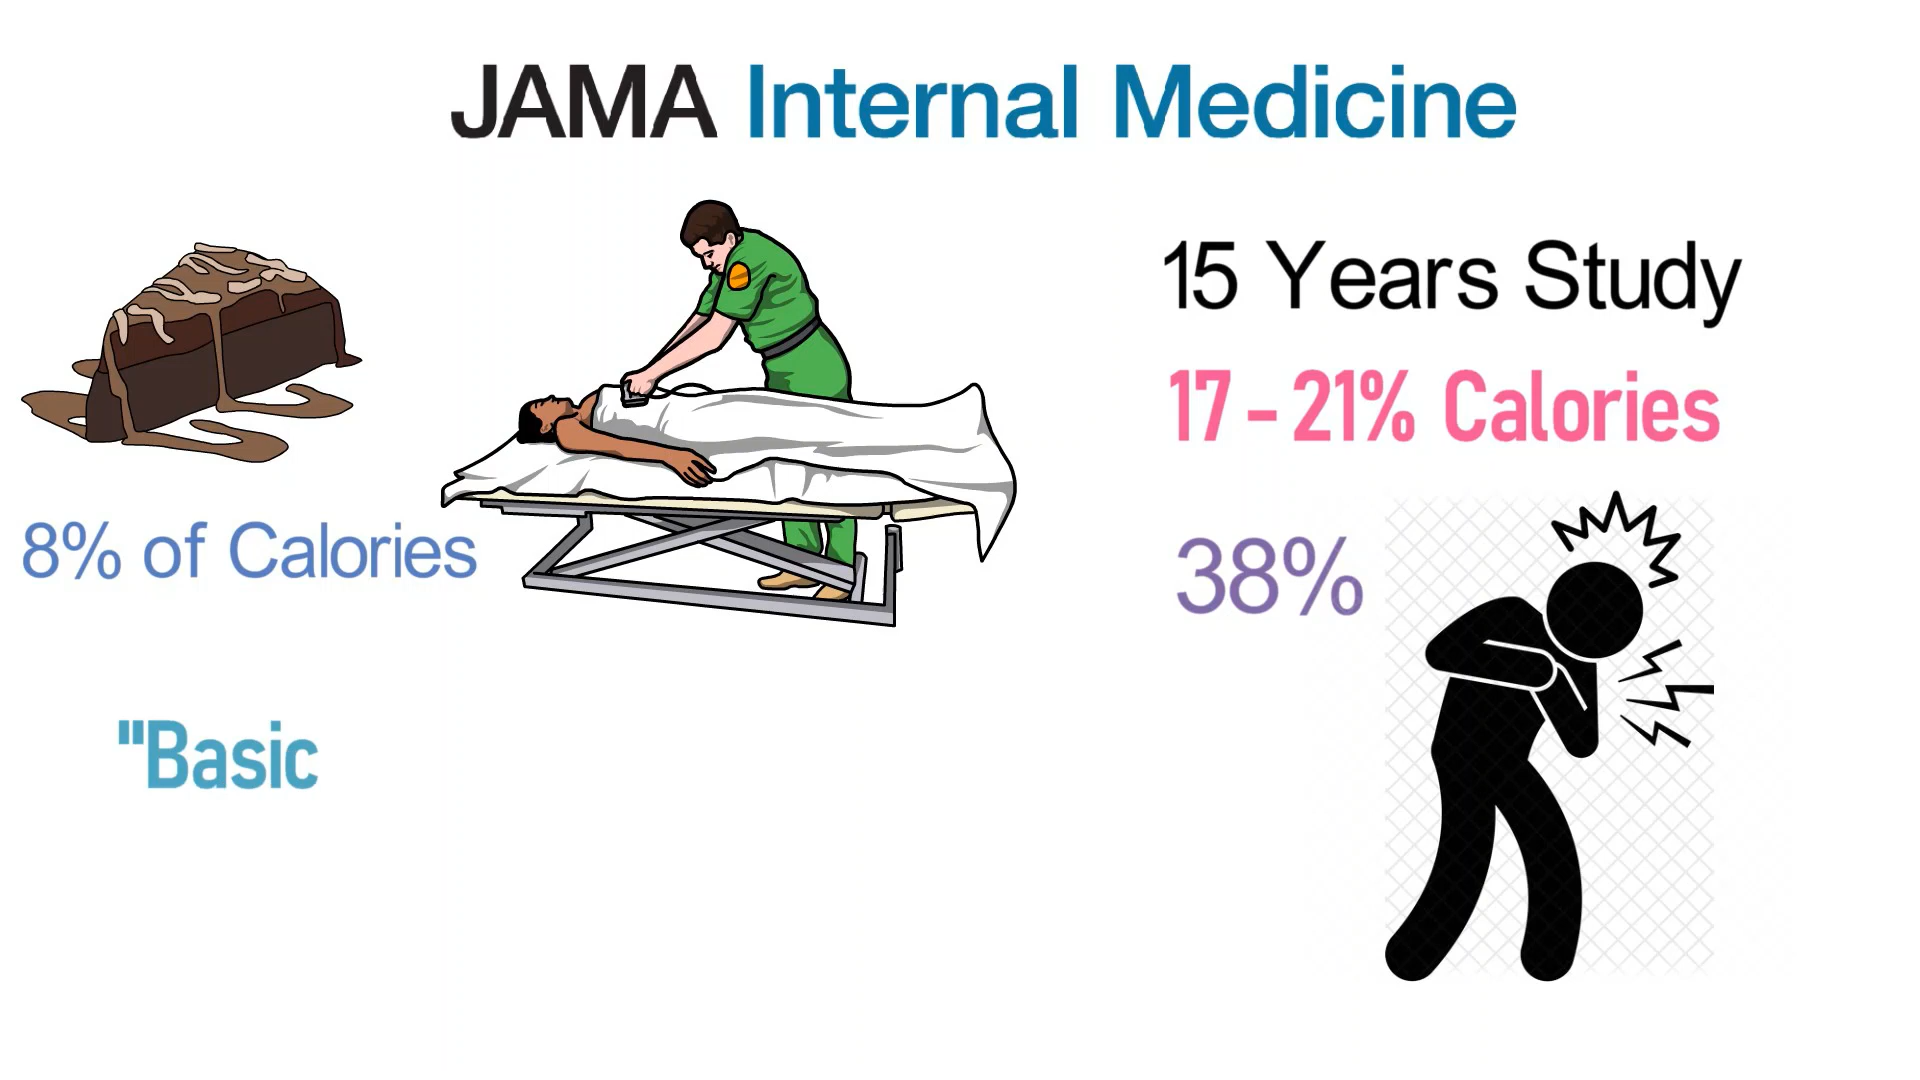 JAMA Internal Medicine
15 Years Study
17 - 21% Calories
38%
8% of Calories
"Basic